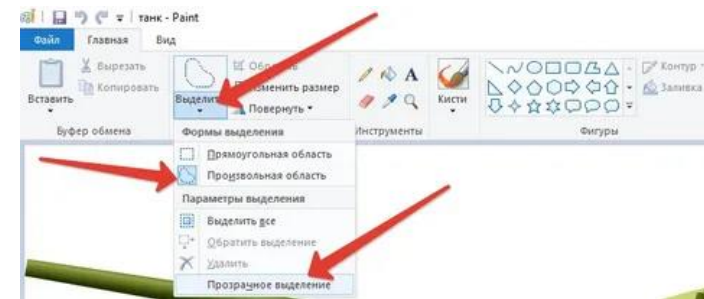 танк - Paint
Файл Главная Вид
Вставить
Вырезать
Копировать
Буфер обмена
Выделить
Изменить размер
Повернуть
Инструменты
Кисти
Фигуры
Контур
Заливка
Формы выделения
Прямоугольная область
Произвольная область
Параметры выделения
Выделить все
Обратить выделение
Удалить
Прозрачное выделение